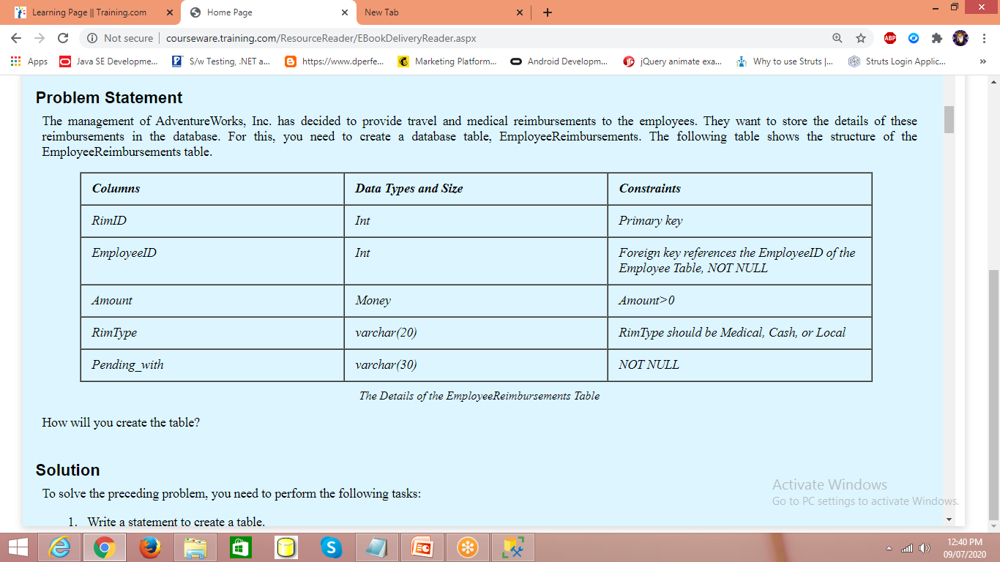 Learning Page || Training.com
Home Page
New Tab
Not secure
courseware.training.com/ResourceReader/EBookDeliveryReader.aspx
ABP
Apps
Java SE Developme...
S/w Testing, .NET a...
https://www.dperfe...
Marketing Platform...
Android Developm...
jQuery animate exa...
Why to use Struts |...
Struts Login Applic...
»
Problem Statement
The management of AdventureWorks, Inc. has decided to provide travel and medical reimbursements to the employees. They want to store the details of these
reimbursements in the database. For this, you need to create a database table, EmployeeReimbursements. The following table shows the structure of the
EmployeeReimbursements table.
Columns
Data Types and Size
Constraints
RimID
Int
Primary key
EmployeeID
Int
Foreign key references the EmployeeID of the
Employee Table, NOT NULL
Amount
Money
Amount>0
RimType
varchar(20)
RimType should be Medical, Cash, or Local
Pending_with
varchar(30)
NOT NULL
The Details of the EmployeeReimbursements Table
How will you create the table?
Solution
To solve the preceding problem, you need to perform the following tasks:
1. Write a statement to create a table.
Activate Windows
Go to PC settings to activate Windows.
12:40 PM
09/07/2020